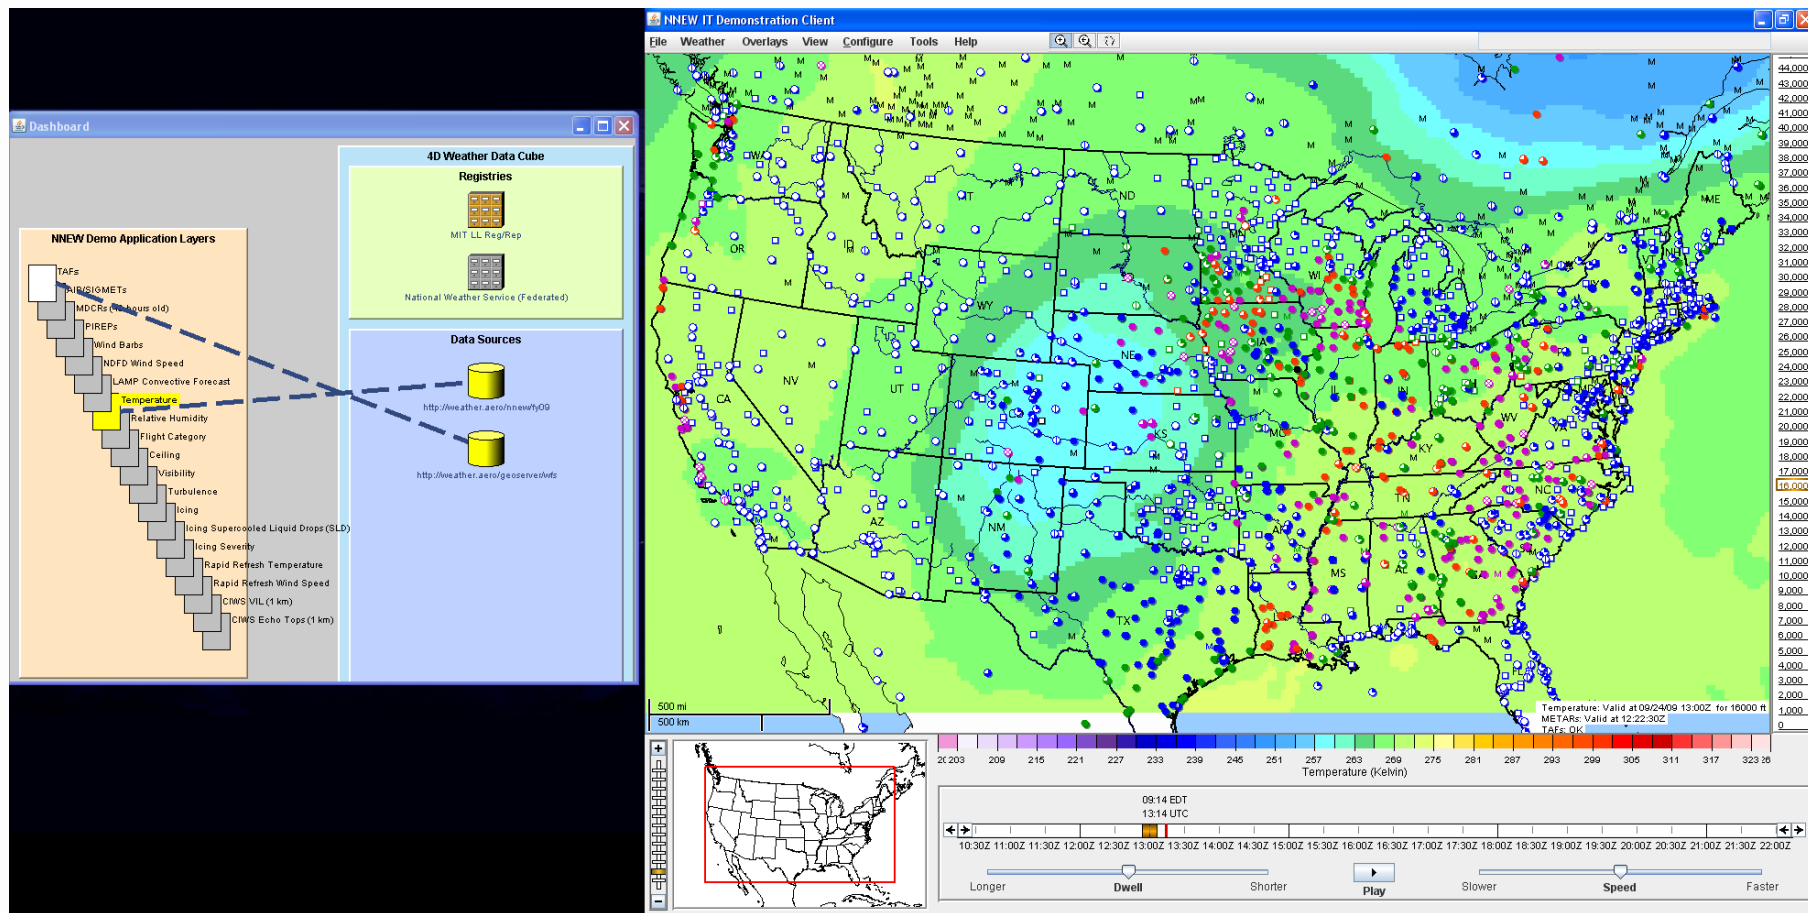 Dashboard
4D Weather Data Cube
Registries
MIT LL Reg/Rep
National Weather Service (Federated)
Data Sources
http://weather.aero/nnew/fy09
http://weather.aero/geoserver/wfs
NNEW Demo Application Layers
TAFs
AIR/SIGMETs
MDCRs
hours old)
PIREPs
Wind Barbs
NDFD Wind Speed
LAMP Convective Forecast
Temperature
Relative Humidity
Flight Category
Ceiling
Visibility
Turbulence
Icing
Icing Supercooled Liquid Drops (SLD)
Icing Severity
Rapid Refresh Temperature
Rapid Refresh Wind Speed
CIWS VIL (1 km)
CIWS Echo Tops (1 km)
NNEW IT Demonstration Client
File Weather Overlays View Configure Tools Help
WA
MT
ND
ME
OR
ID
MN
WI
VT
WY
NE
IA
NV
UT
CA
IL
IN
WV
KS
MO
KY
AZ
NM
TN
NC
MS
AL
TX
500 mi
500 km
Temperature: Valid at 09/24/09 13:00Z for 16000 ft
METARs: Valid at 12:22:30Z
TAFs: OK
44,000
43,000
42,000
41,000
40,000
39,000
38,000
37,000
36,000
35,000
34,000
33,000
32,000
31,000
30,000
29,000
28,000
27,000
26,000
25,000
24,000
23,000
22,000
21,000
20,000
19,000
18,000
17,000
16,000
15,000
14,000
13,000
12,000
11,000
10,000
9,000
8,000
7,000
6,000
5,000
4,000
3,000
2,000
1,000
0
203 209 215 221 227 233 239 245 251 257 263 269 275 281 287 293 299 305 311 317 323
Temperature (Kelvin)
09:14 EDT
13:14 UTC
10:30Z 11:00Z 11:30Z 12:00Z 12:30Z 13:00Z 13:30Z 14:00Z 14:30Z 15:00Z 15:30Z 16:00Z 16:30Z 17:00Z 17:30Z 18:00Z 18:30Z 19:00Z 19:30Z 20:00Z 20:30Z 21:00Z 21:30Z 22:00Z
Longer Dwell Shorter
Play
Slower Speed Faster